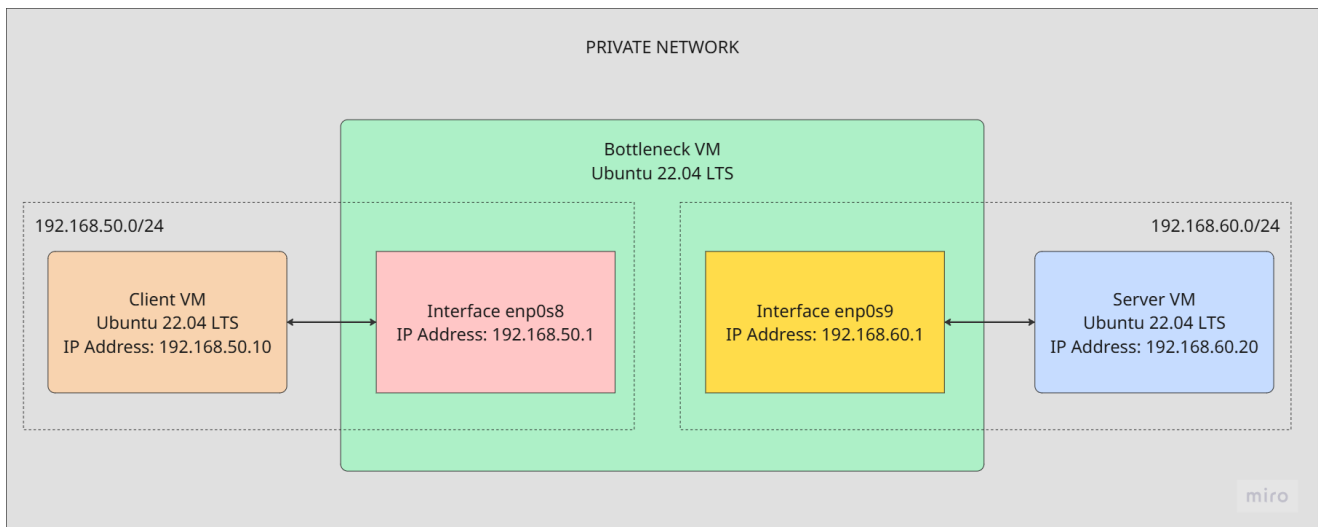 PRIVATE NETWORK
Bottleneck VM
Ubuntu 22.04 LTS
192.168.50.0/24
192.168.60.0/24
Client VM
Ubuntu 22.04 LTS
IP Address: 192.168.50.10
Interface enp0s8
IP Address: 192.168.50.1
Interface enp0s9
IP Address: 192.168.60.1
Server VM
Ubuntu 22.04 LTS
IP Address: 192.168.60.20
miro